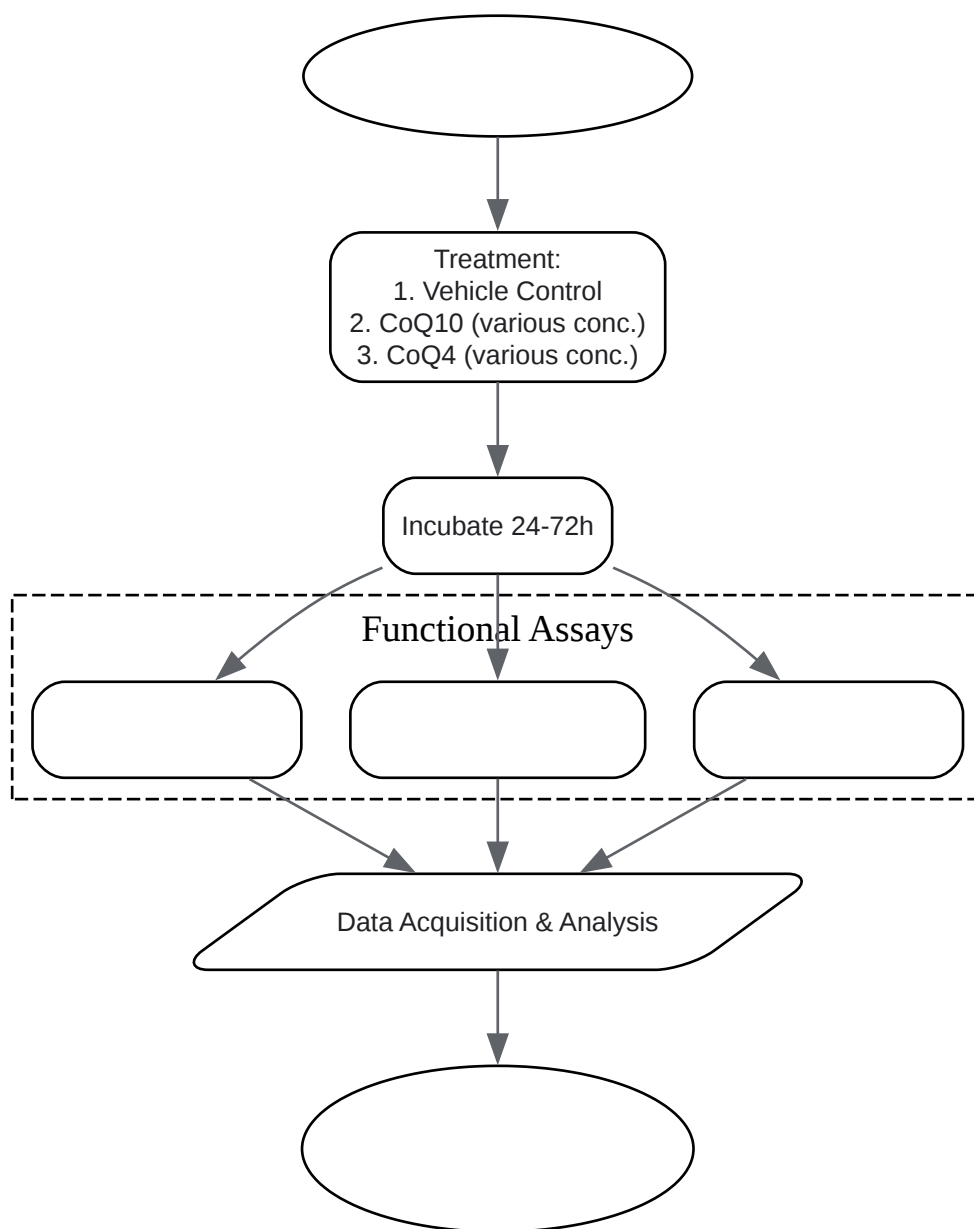 Treatment:
1. Vehicle Control
2. CoQ10 (various conc.)
3. CoQ4 (various conc.)
Incubate 24-72h
Functional Assays
Data Acquisition & Analysis